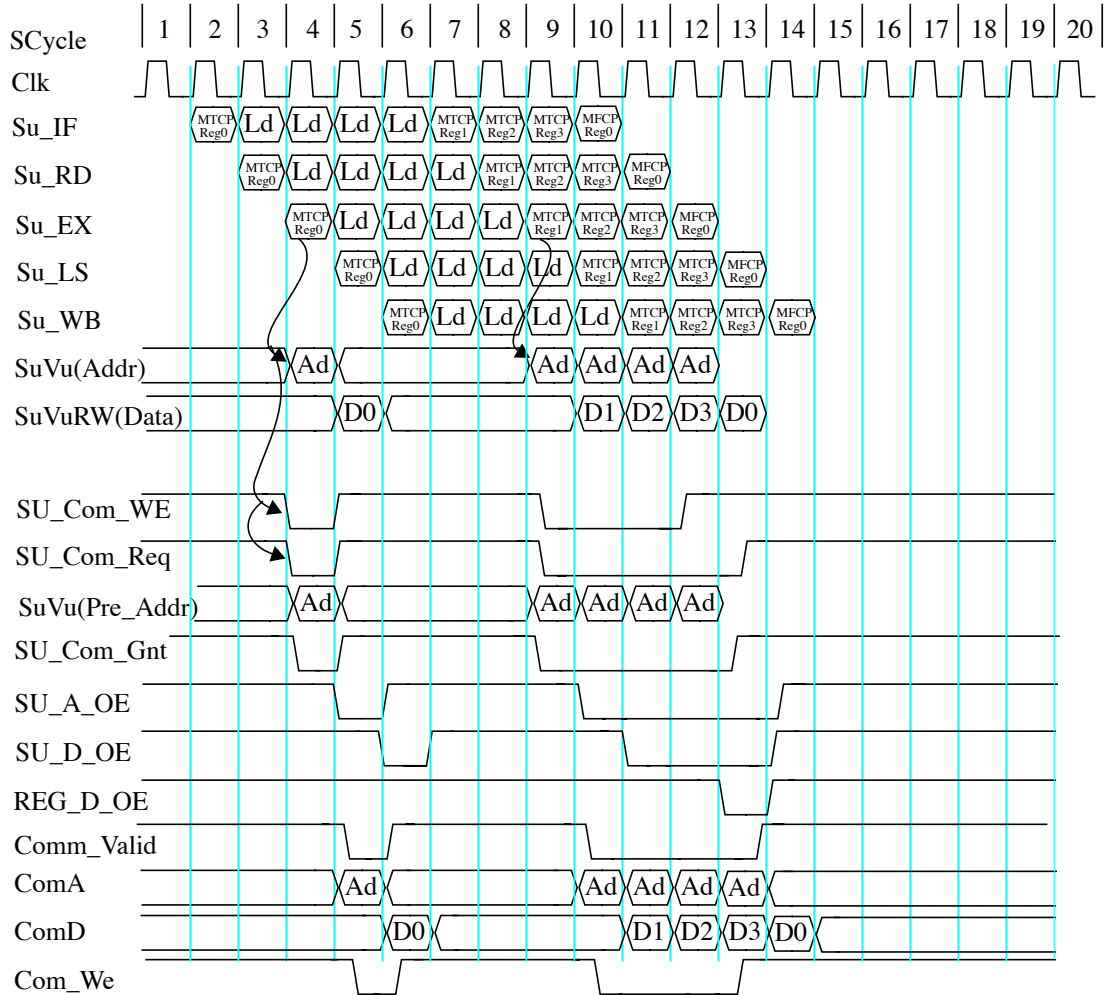 SCycle 1 2 3 4 5 6 7 8 9 10 11 12 13 14 15 16 17 18 19 20
Clk
Su_IF MTCP Reg0 Ld Ld Ld Ld MTCP Reg1 MTCP Reg2 MTCP Reg3 MFCP Reg0
Su_RD MTCP Reg0 Ld Ld Ld Ld MTCP Reg1 MTCP Reg2 MTCP Reg3 MFCP Reg0
Su_EX MTCP Reg0 Ld Ld Ld Ld MTCP Reg1 MTCP Reg2 MTCP Reg3 MFCP Reg0
Su_LS MTCP Reg0 Ld Ld Ld Ld MTCP Reg1 MTCP Reg2 MTCP Reg3 MFCP Reg0
Su_WB MTCP Reg0 Ld Ld Ld Ld MTCP Reg1 MTCP Reg2 MTCP Reg3 MFCP Reg0
SuVu(Addr) Ad Ad Ad Ad Ad
SuVuRW(Data) D0 D1 D2 D3 D0
SU_Com_WE
SU_Com_Req
SuVu(Pre_Addr) Ad Ad Ad Ad Ad
SU_Com_Gnt
SU_A_OE
SU_D_OE
REG_D_OE
Comm_Valid
ComA Ad Ad Ad Ad Ad
ComD D0 D1 D2 D3 D0
Com_We